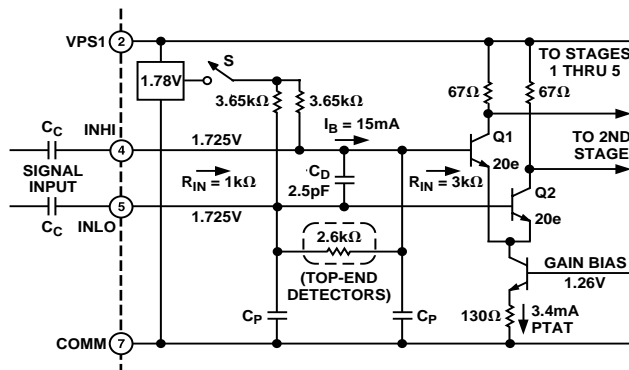 VPS1
2
1.78V
S
TO STAGES
1 THRU 5
3.65kΩ
3.65kΩ
67Ω
67Ω
C_C
INHI
4
1.725V
I_B = 15mA
Q1
20e
TO 2ND
STAGE
SIGNAL
INPUT
R_IN = 1kΩ
C_D
2.5pF
R_IN = 3kΩ
Q2
20e
C_C
INLO
5
1.725V
2.6kΩ
(TOP-END
DETECTORS)
GAIN BIAS
1.26V
C_P
C_P
130Ω
3.4mA
PTAT
COMM
7